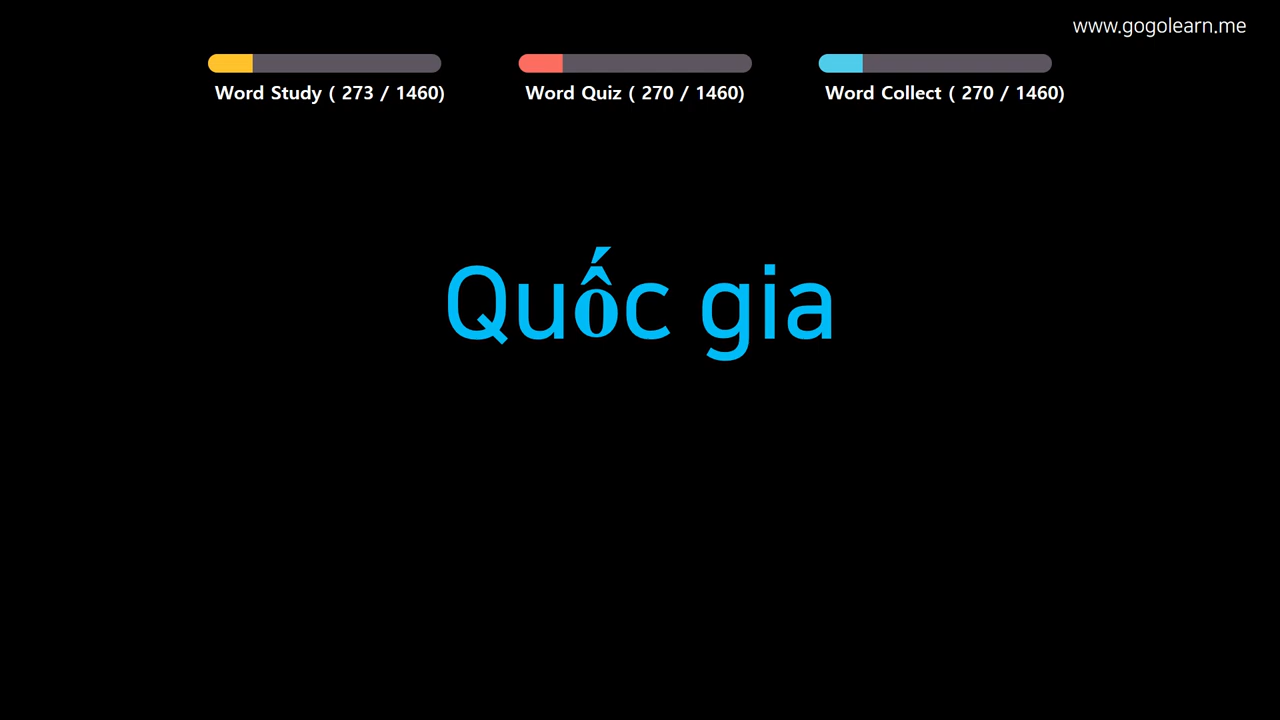 www.gogolearn.me
Word Study ( 273 / 1460)
Word Quiz ( 270 / 1460)
Word Collect ( 270 / 1460)
Quốc gia